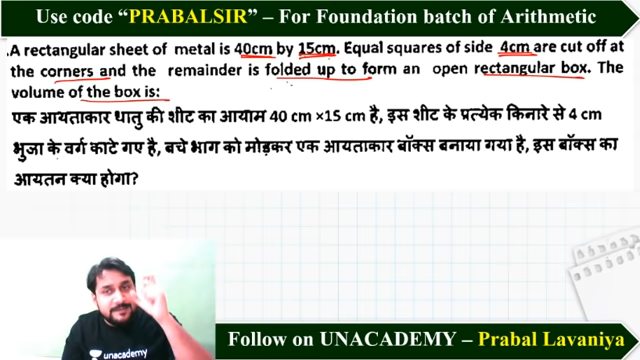 Use code “PRABALSIR” – For Foundation batch of Arithmetic
.A rectangular sheet of metal is 40cm by 15cm. Equal squares of side 4cm are cut off at
the corners and the remainder is folded up to form an open rectangular box. The
volume of the box is:
एक आयताकार धातु की शीट का आयाम 40 cm ×15 cm है, इस शीट के प्रत्येक किनारे से 4 cm
भुजा के वर्ग काटे गए है, बचे भाग को मोड़कर एक आयताकार बॉक्स बनाया गया है, इस बॉक्स का
आयतन क्या होगा?
unacademy
Follow on UNACADEMY – Prabal Lavaniya